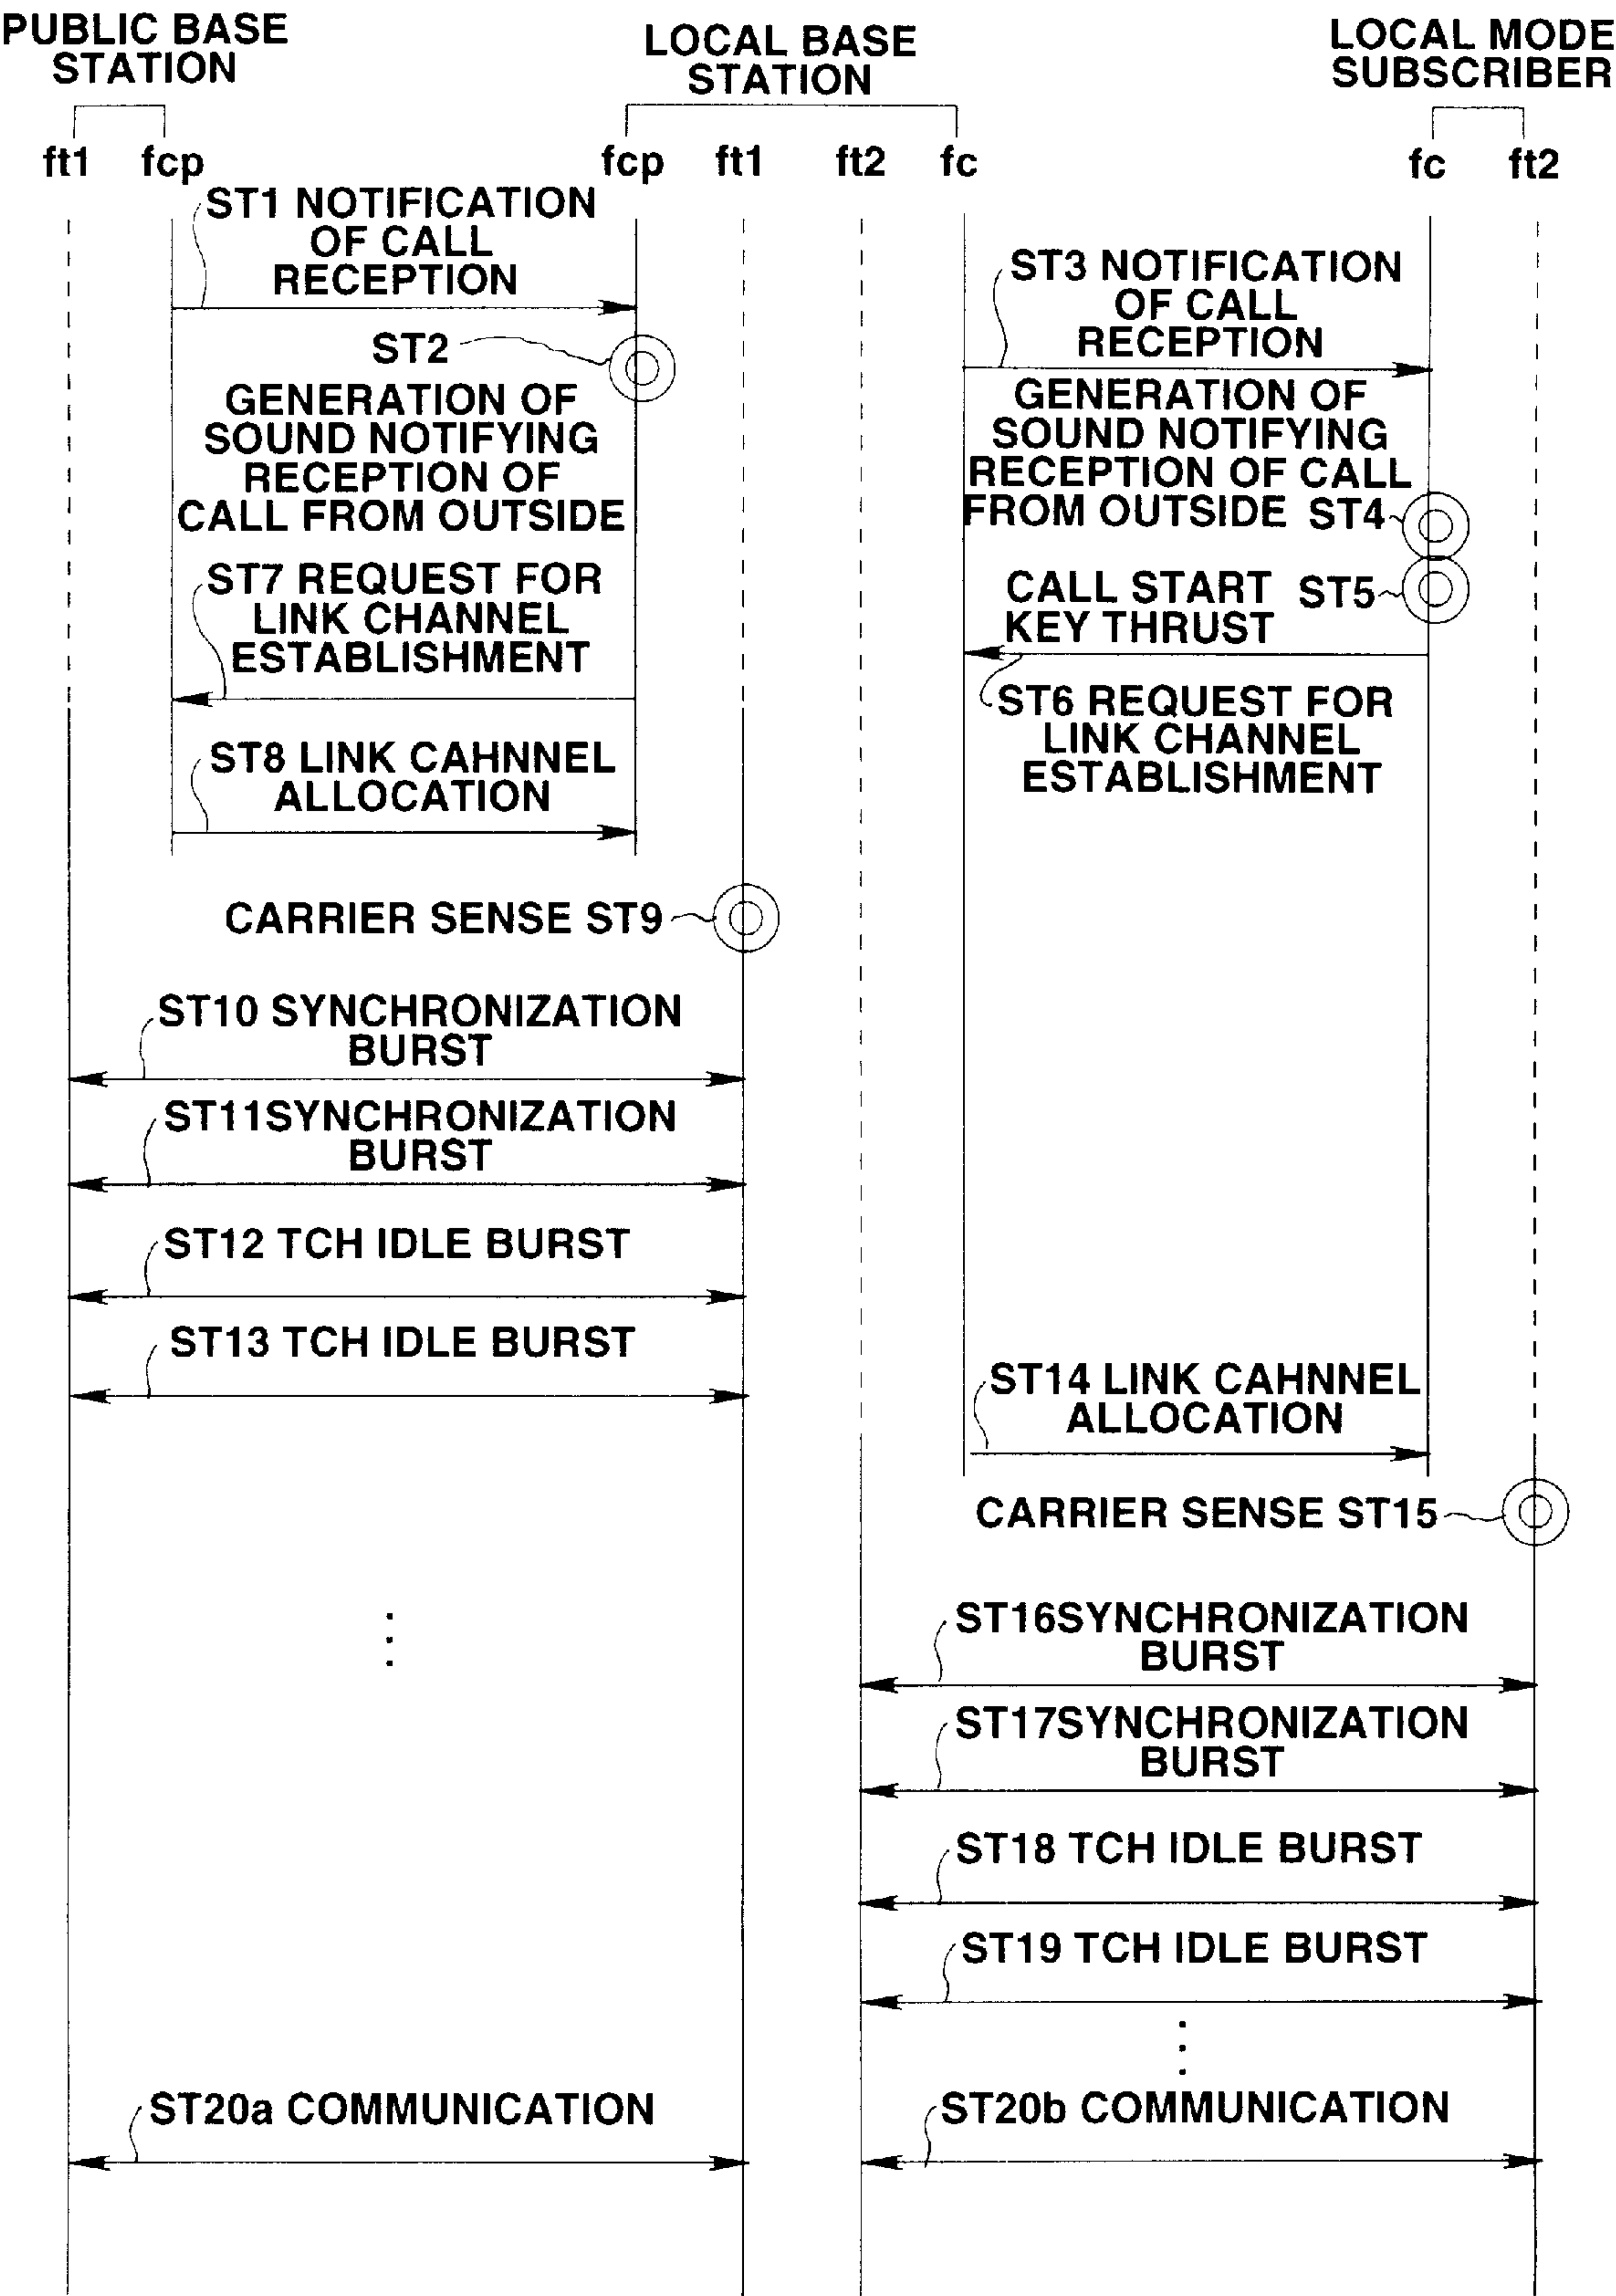 PUBLIC BASE
STATION
LOCAL BASE
STATION
LOCAL MODE
SUBSCRIBER
ft1 fcp fcp ft1 ft2 fc fc ft2
ST1 NOTIFICATION
OF CALL
RECEPTION
ST3 NOTIFICATION
OF CALL
RECEPTION
ST2
GENERATION OF
SOUND NOTIFYING
RECEPTION OF
CALL FROM OUTSIDE
GENERATION OF
SOUND NOTIFYING
RECEPTION OF CALL
FROM OUTSIDE ST4
ST7 REQUEST FOR
LINK CHANNEL
ESTABLISHMENT
CALL START ST5
KEY THRUST
ST6 REQUEST FOR
LINK CHANNEL
ESTABLISHMENT
ST8 LINK CAHNNEL
ALLOCATION
CARRIER SENSE ST9
ST10 SYNCHRONIZATION
BURST
ST11SYNCHRONIZATION
BURST
ST12 TCH IDLE BURST
ST13 TCH IDLE BURST
ST14 LINK CAHNNEL
ALLOCATION
CARRIER SENSE ST15
ST16SYNCHRONIZATION
BURST
ST17SYNCHRONIZATION
BURST
ST18 TCH IDLE BURST
ST19 TCH IDLE BURST
ST20a COMMUNICATION
ST20b COMMUNICATION